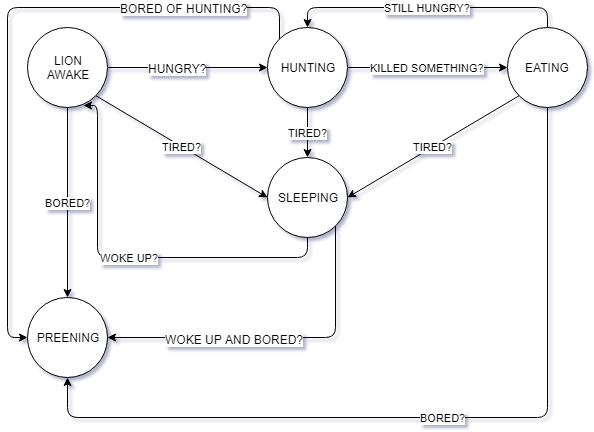 BORED OF HUNTING?
STILL HUNGRY?
LION
AWAKE
HUNGRY?
HUNTING
KILLED SOMETHING?
EATING
TIRED?
TIRED?
TIRED?
SLEEPING
BORED?
WOKE UP?
PREENING
WOKE UP AND BORED?
BORED?